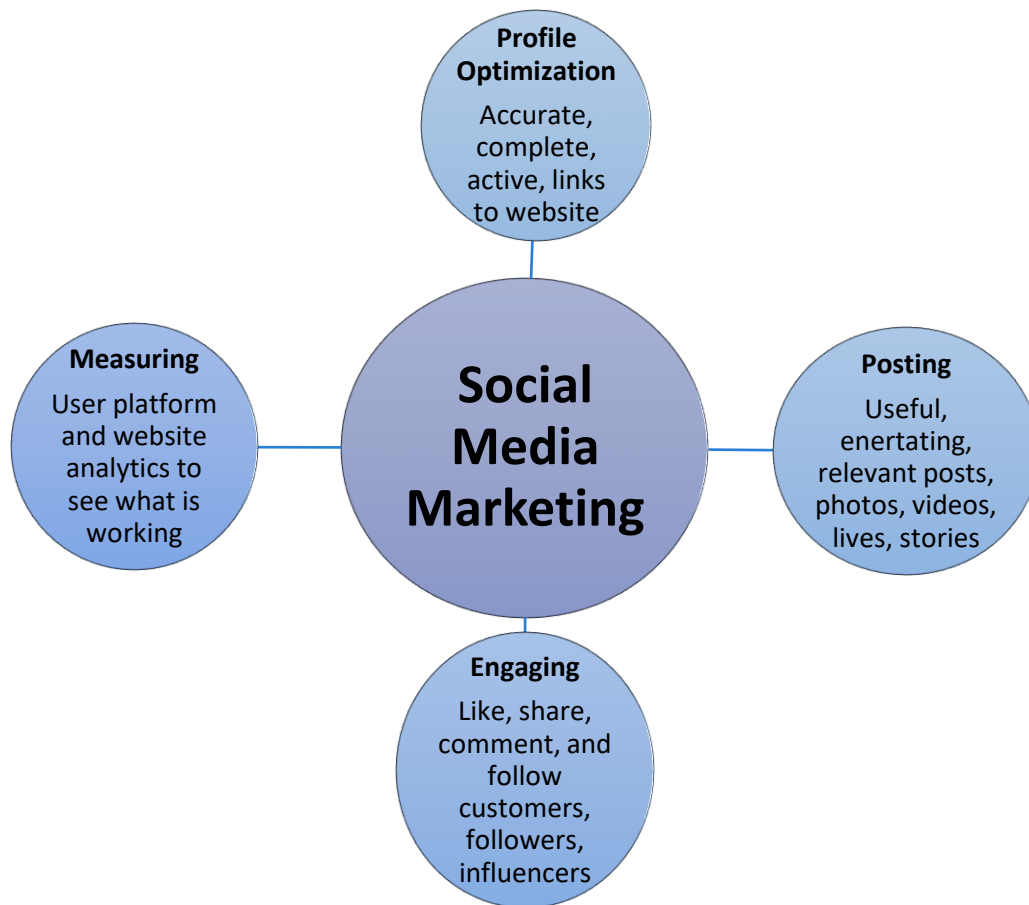 Profile
Optimization
Accurate,
complete,
active, links
to website
Measuring
User platform
and website
analytics to
see what is
working
Social
Media
Marketing
Posting
Useful,
enertating,
relevant posts,
photos, videos,
lives, stories
Engaging
Like, share,
comment, and
follow
customers,
followers,
influencers